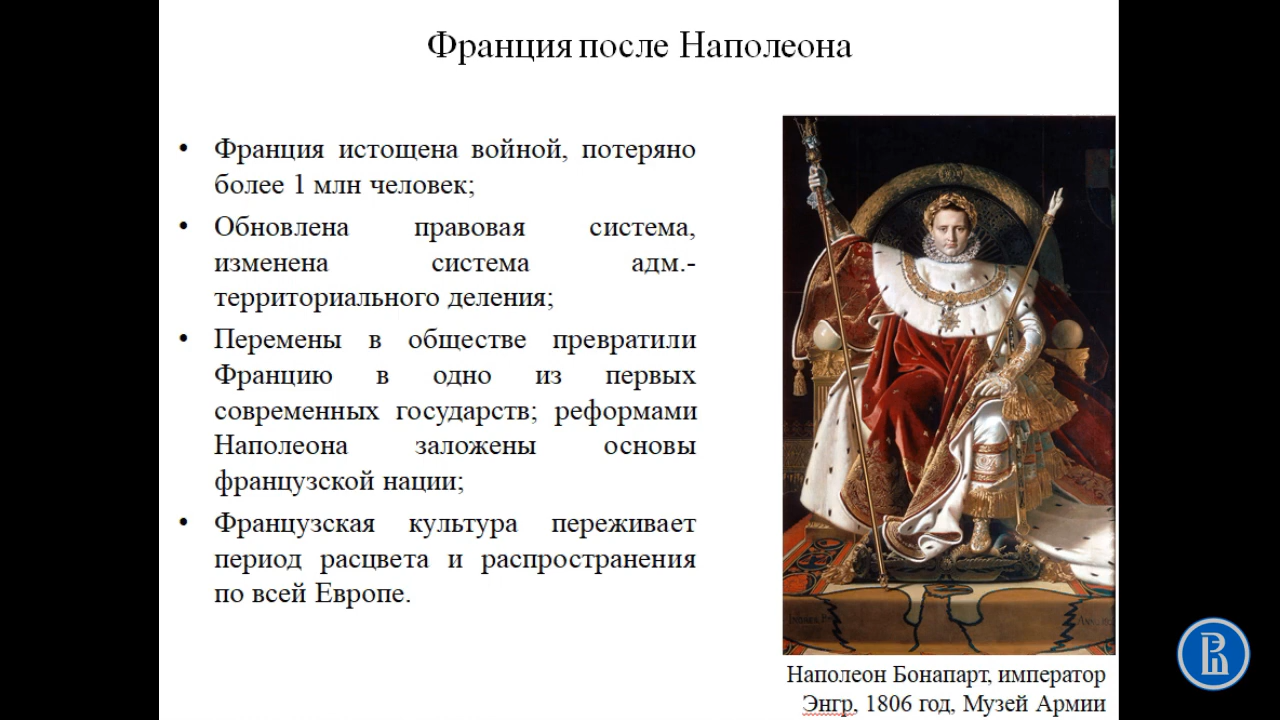 Франция после Наполеона
• Франция истощена войной, потеряно
более 1 млн человек;
• Обновлена правовая система,
изменена система адм.-
территориального деления;
• Перемены в обществе превратили
Францию в одно из первых
современных государств; реформами
Наполеона заложены основы
французской нации;
• Французская культура переживает
период расцвета и распространения
по всей Европе.
Наполеон Бонапарт, император
Энгр, 1806 год, Музей Армии